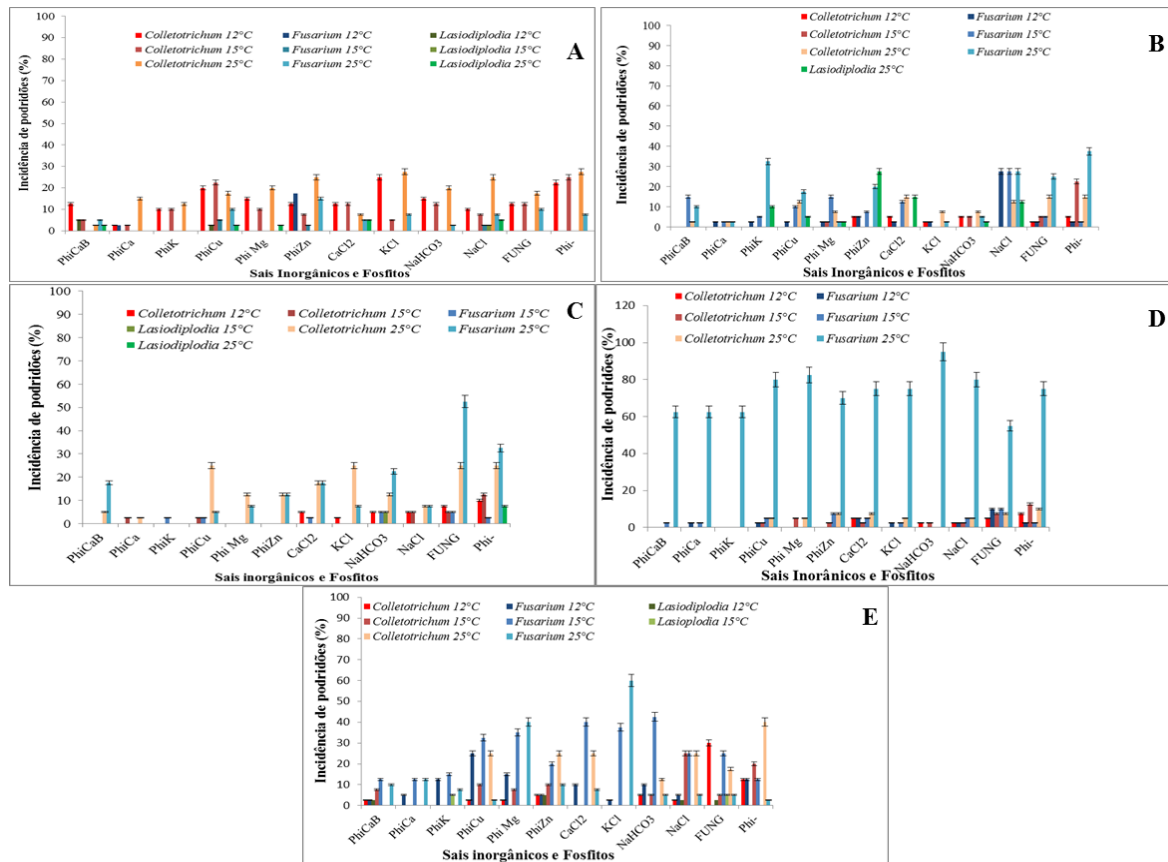 A
Incidência de podridões (%)
100
90
80
70
60
50
40
30
20
10
0
Colletotrichum 12°C Fusarium 12°C Lasiodiplodia 12°C
Colletotrichum 15°C Fusarium 15°C Lasiodiplodia 15°C
Colletotrichum 25°C Fusarium 25°C Lasiodiplodia 25°C
PhiCaB PhiCa PhiK PhiCu Phi Mg PhiZn CaCl2 KCl NaHCO3 NaCl FUNG Phi-
Sais Inorgânicos e Fosfitos
B
Incidência de podridões (%)
100
90
80
70
60
50
40
30
20
10
0
Colletotrichum 12°C Fusarium 12°C
Colletotrichum 15°C Fusarium 15°C
Colletotrichum 25°C Fusarium 25°C
Lasiodiplodia 25°C
PhiCaB PhiCa PhiK PhiCu Phi Mg PhiZn CaCl2 KCl NaHCO3 NaCl FUNG Phi-
Sais Inorgânicos e Fosfitos
C
Incidência de podridões (%)
100
90
80
70
60
50
40
30
20
10
0
Colletotrichum 12°C Colletotrichum 15°C Fusarium 15°C
Lasiodiplodia 15°C Colletotrichum 25°C Fusarium 25°C
Lasiodiplodia 25°C
PhiCaB PhiCa PhiK PhiCu Phi Mg PhiZn CaCl2 KCl NaHCO3 NaCl FUNG Phi-
Sais inorgânicos e Fosfitos
D
Incidência de podridões (%)
120
100
80
60
40
20
0
Colletotrichum 12°C Fusarium 12°C
Colletotrichum 15°C Fusarium 15°C
Colletotrichum 25°C Fusarium 25°C
PhiCaB PhiCa PhiK PhiCu Phi Mg PhiZn CaCl2 KCl NaHCO3 NaCl FUNG Phi-
Sais Inorânicos e Fosfitos
E
Incidência de podridões (%)
100
90
80
70
60
50
40
30
20
10
0
Colletotrichum 12°C Fusarium 12°C Lasiodiplodia 12°C
Colletotrichum 15°C Fusarium 15°C Lasioplodia 15°C
Colletotrichum 25°C Fusarium 25°C
PhiCaB PhiCa PhiK PhiCu Phi Mg PhiZn CaCl2 KCl NaHCO3 NaCl FUNG Phi-
Sais inorgânicos e Fosfitos